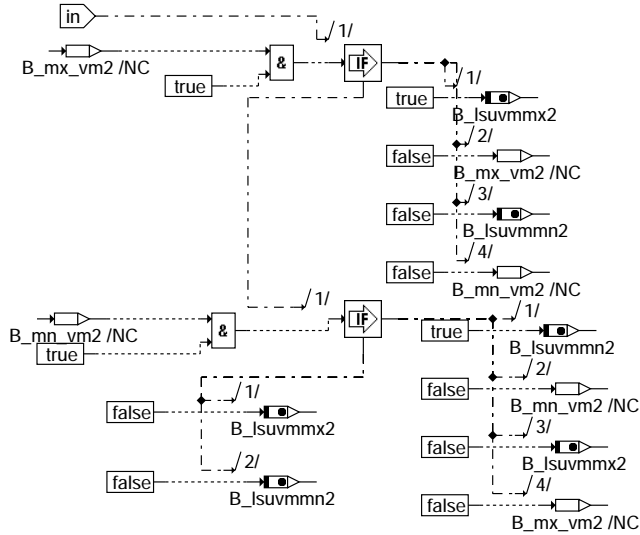 in
1/
B_mx_vm2 /NC
&
IF
true
1/
true
B_lsuvmmx2
2/
false
B_mx_vm2 /NC
3/
false
B_lsuvmmn2
4/
false
B_mn_vm2 /NC
1/
IF
1/
B_mn_vm2 /NC
&
true
true
B_lsuvmmn2
2/
false
B_mn_vm2 /NC
1/
false
B_lsuvmmx2
3/
false
B_lsuvmmx2
2/
false
B_lsuvmmn2
4/
false
B_mx_vm2 /NC